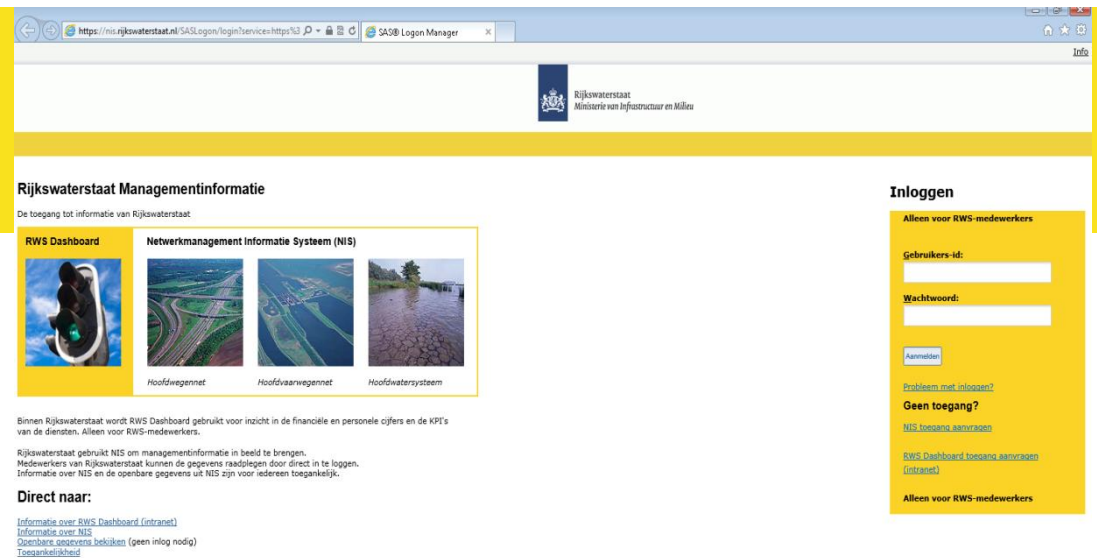 https://nis.rijkswaterstaat.nl/SASLogon/login?service=https%3
SAS® Logon Manager
Info
Rijkswaterstaat
Ministerie van Infrastructuur en Milieu
Rijkswaterstaat Managementinformatie
De toegang tot informatie van Rijkswaterstaat
RWS Dashboard
Netwerkmanagement Informatie Systeem (NIS)
Hoofdwegennet
Hoofdvaarwegennet
Hoofdwatersysteem
Binnen Rijkswaterstaat wordt RWS Dashboard gebruikt voor inzicht in de financiële en personele cijfers en de KPI's
van de diensten. Alleen voor RWS-medewerkers.
Rijkswaterstaat gebruikt NIS om managementinformatie in beeld te brengen.
Medewerkers van Rijkswaterstaat kunnen de gegevens raadplegen door direct in te loggen.
Informatie over NIS en de openbare gegevens uit NIS zijn voor iedereen toegankelijk.
Direct naar:
Informatie over RWS Dashboard (intranet)
Informatie over NIS
Openbare gegevens bekijken (geen inlog nodig)
Toegankelijkheid
Inloggen
Alleen voor RWS-medewerkers
Gebruikers-id:
Wachtwoord:
Aanmelden
Probleem met inloggen?
Geen toegang?
NIS toegang aanvragen
RWS Dashboard toegang aanvragen
(intranet)
Alleen voor RWS-medewerkers